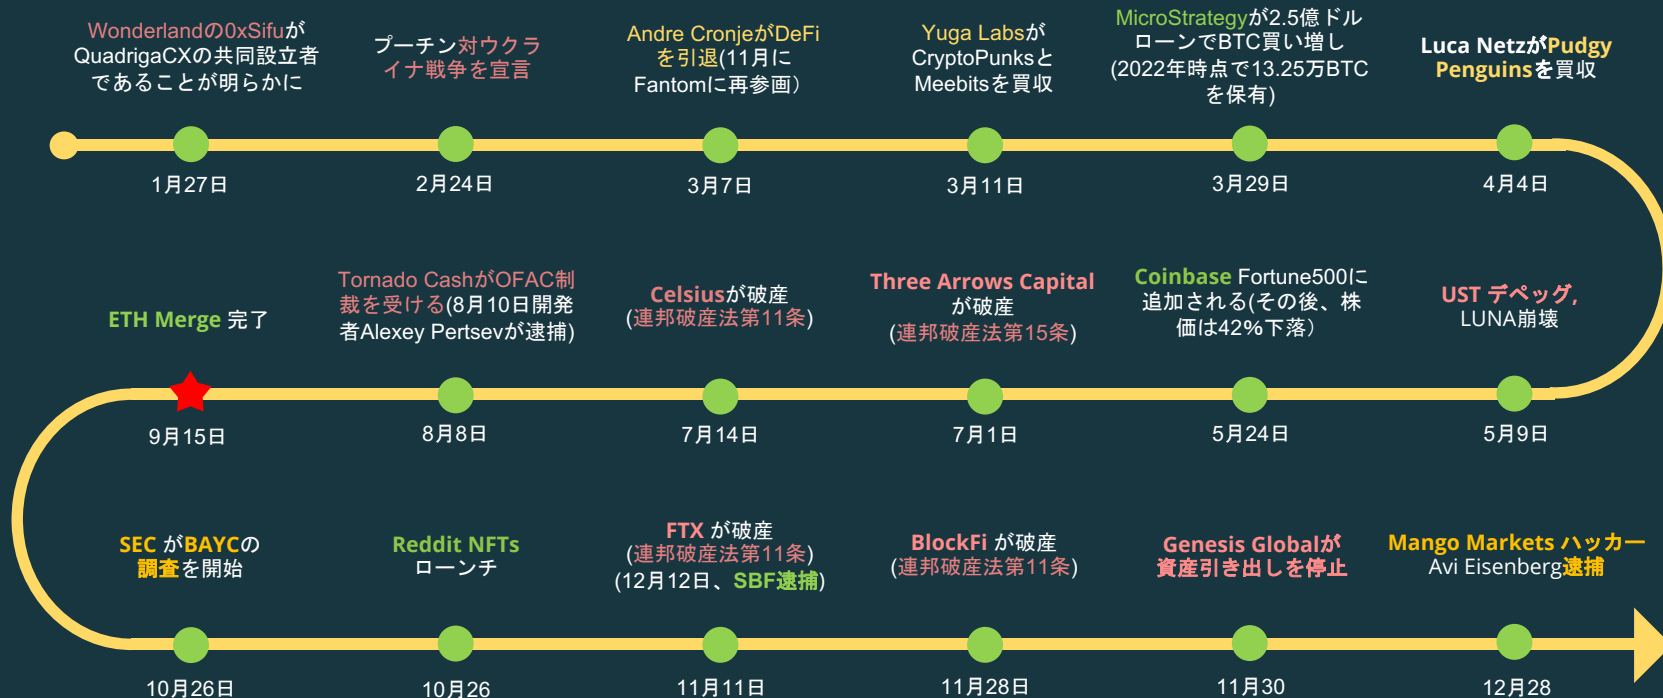 Wonderlandの0xSifuが
QuadrigaCXの共同設立者
であることが明らかに
1月27日
プーチン対ウクラ
イナ戦争を宣言
2月24日
Andre CronjeがDeFi
を引退(11月に
Fantomに再参画）
3月7日
Yuga Labsが
CryptoPunksと
Meebitsを買収
3月11日
MicroStrategyが2.5億ドル
ローンでBTC買い増し
(2022年時点で13.25万BTC
を保有)
3月29日
Luca NetzがPudgy
Penguinsを買収
4月4日
UST デペッグ,
LUNA崩壊
5月9日
Coinbase Fortune500に
追加される(その後、株
価は42%下落）
5月24日
Three Arrows Capital
が破産
(連邦破産法第15条)
7月1日
Celsiusが破産
(連邦破産法第11条)
7月14日
Tornado CashがOFAC制
裁を受ける(8月10日開発
者Alexey Pertsevが逮捕)
8月8日
ETH Merge 完了
9月15日
SEC がBAYCの
調査を開始
10月26日
Reddit NFTs
ローンチ
10月26
FTX が破産
(連邦破産法第11条)
(12月12日、SBF逮捕)
11月11日
BlockFi が破産
(連邦破産法第11条)
11月28日
Genesis Globalが
資産引き出しを停止
11月30
Mango Markets ハッカー
Avi Eisenberg逮捕
12月28